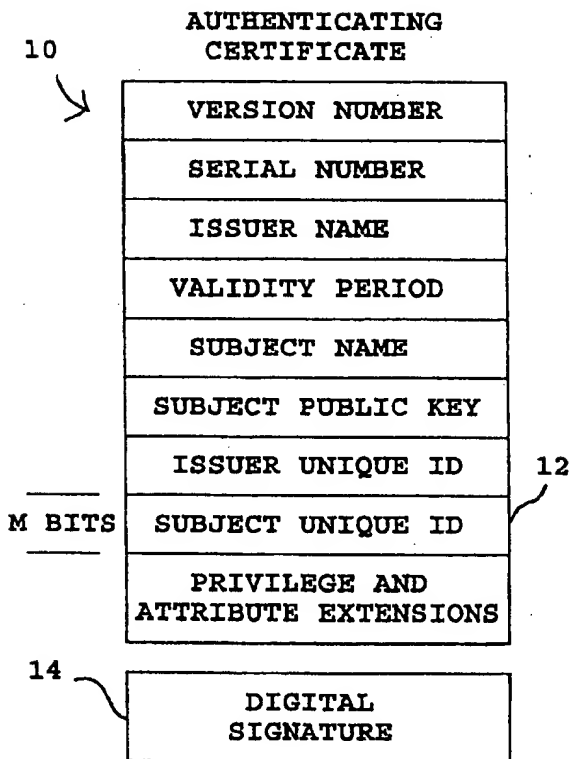 AUTHENTICATING
CERTIFICATE
10
VERSION NUMBER
SERIAL NUMBER
ISSUER NAME
VALIDITY PERIOD
SUBJECT NAME
SUBJECT PUBLIC KEY
ISSUER UNIQUE ID
12
M BITS
SUBJECT UNIQUE ID
PRIVILEGE AND
ATTRIBUTE EXTENSIONS
14
DIGITAL
SIGNATURE